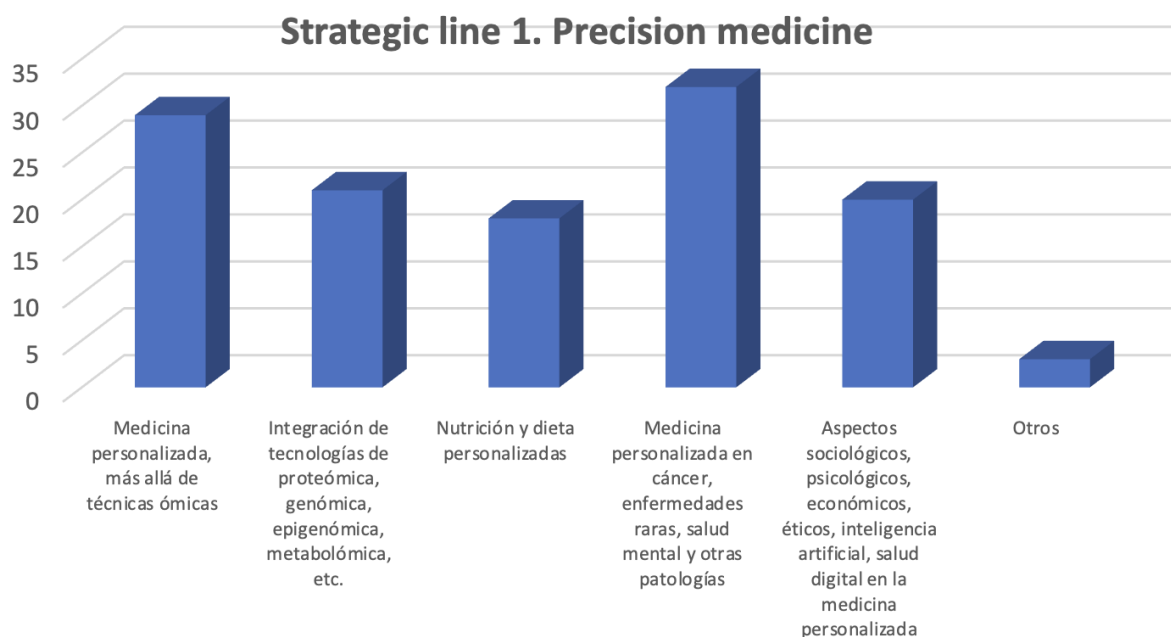 Strategic line 1. Precision medicine
35
30
25
20
15
10
5
0
Medicina
personalizada,
más allá de
técnicas ómicas
Integración de
tecnologías de
proteómica,
genómica,
epigenómica,
metabolómica,
etc.
Nutrición y dieta
personalizadas
Medicina
personalizada en
cáncer,
enfermedades
raras, salud
mental y otras
patologías
Aspectos
sociológicos,
psicológicos,
económicos,
éticos, inteligencia
artificial, salud
digital en la
medicina
personalizada
Otros